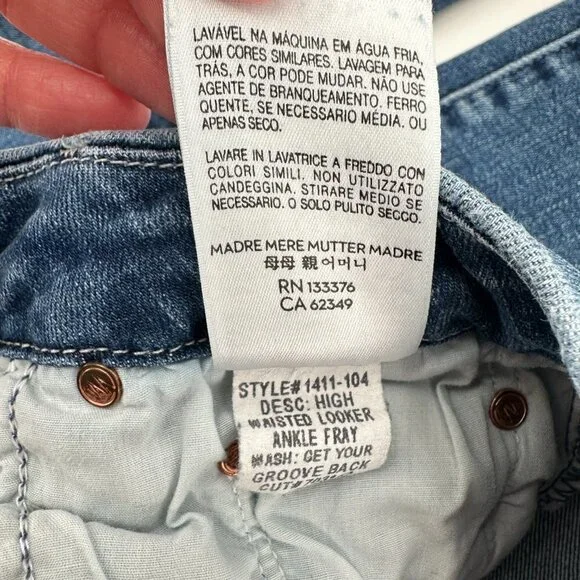 LAVÁVEL NA MÁQUINA EM ÁGUA FRIA,
COM CORES SIMILARES. LAVAGEM PARA
TRÁS, A COR PODE MUDAR. NÃO USE
AGENTE DE BRANQUEAMENTO. FERRO
QUENTE, SE NECESSARIO MÉDIA. OU
APENAS SECO.
LAVARE IN LAVATRICE A FREDDO CON
COLORI SIMILI. NON UTILIZZATO
CANDEGGINA. STIRARE MEDIO SE
NECESSARIO. O SOLO PULITO SECCO.
MADRE MERE MUTTER MADRE
母母 親 어머니
RN 133376
CA 62349
STYLE# 1411-104
DESC: HIGH
WAISTED LOOKER
ANKLE FRAY
WASH: GET YOUR
GROOVE BACK
CUT#